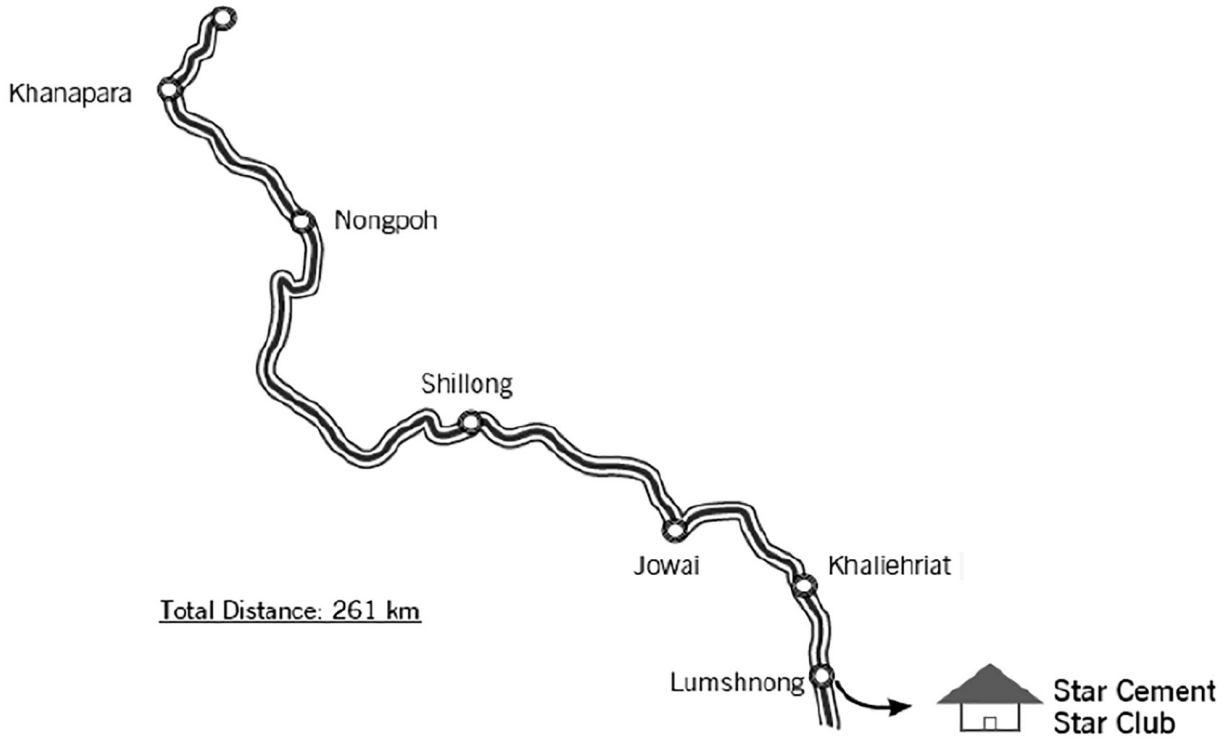 Khanapara
Nongpoh
Shillong
Jowai
Khaliehriat
Total Distance: 261 km
Lumshnong
Star Cement
Star Club